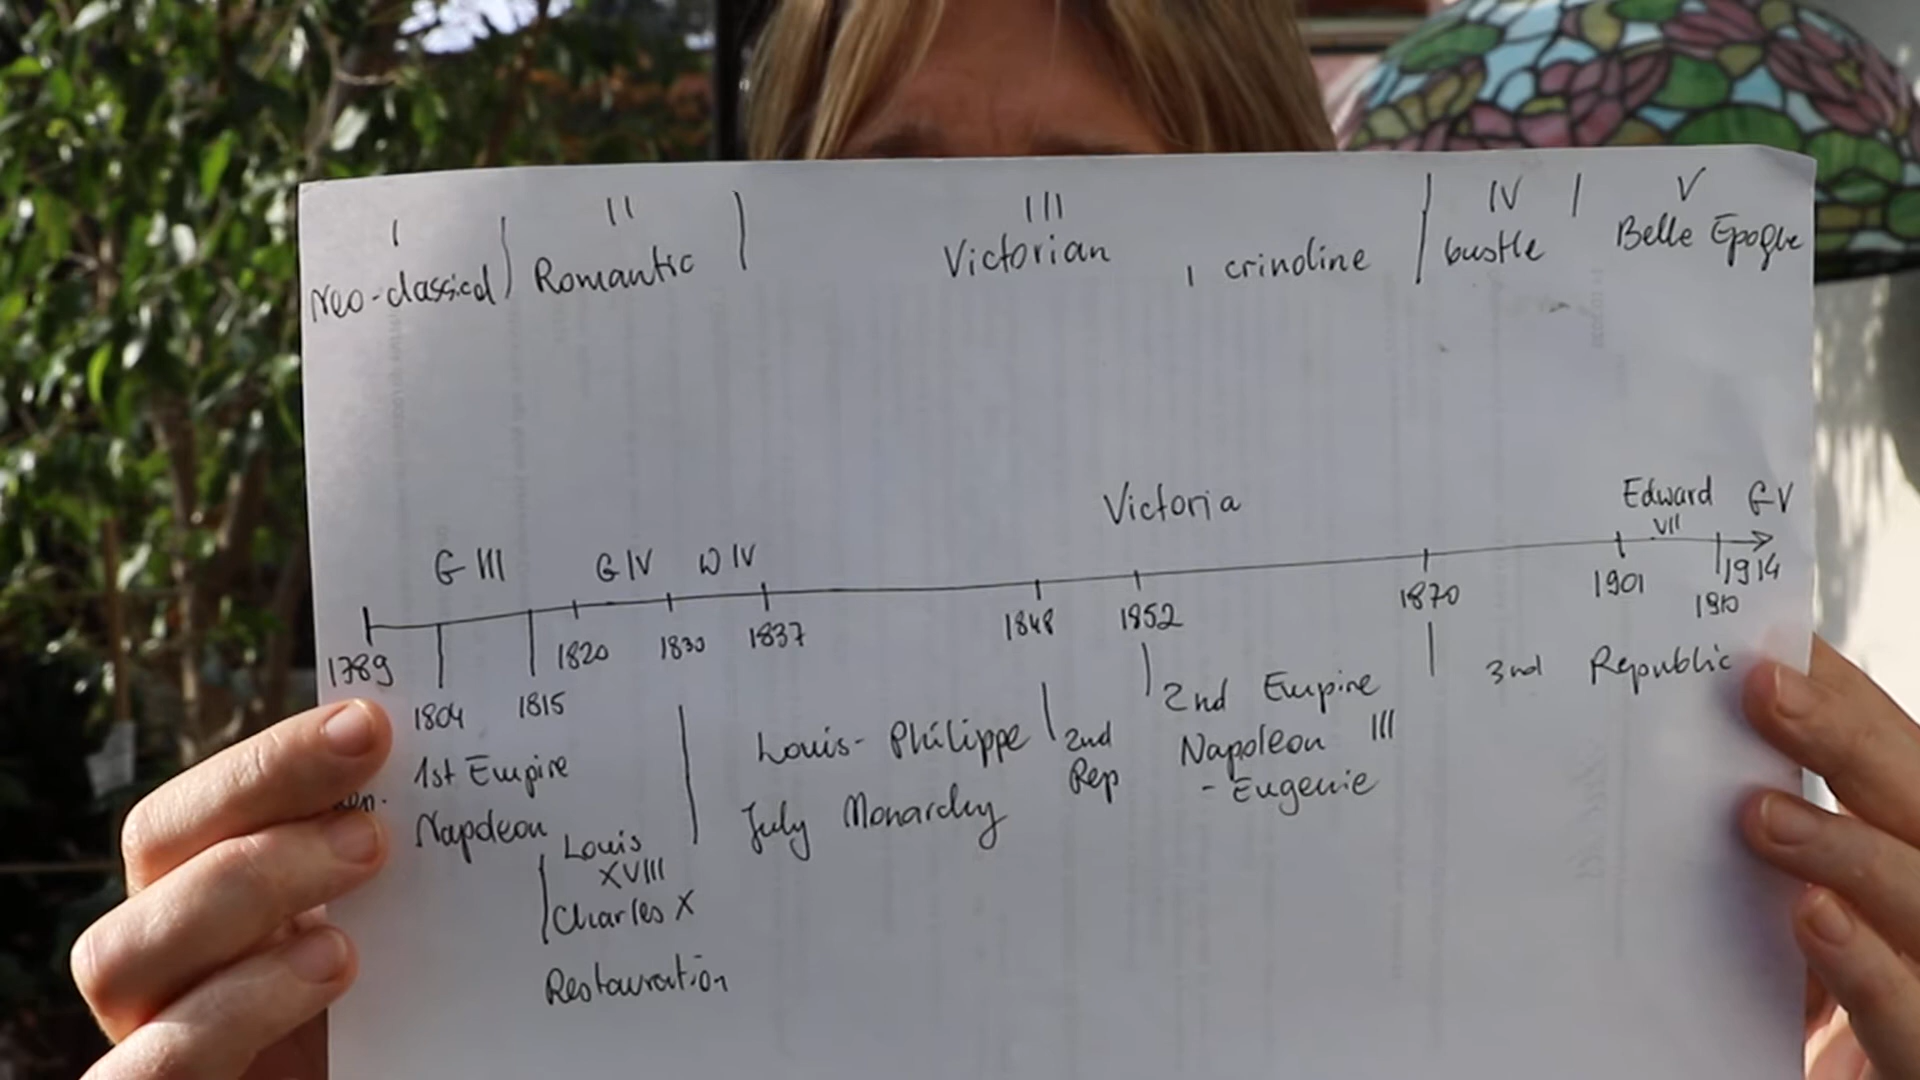 I II III IV V
Neo-classical Romantic Victorian crinoline bustle Belle Epoque
Victoria Edward VII G V
G III G IV W IV
1789 1804 1815 1820 1830 1837 1848 1852 1870 1901 1910 1914
1st Empire
Napoleon
Louis
XVIII
Charles X
Restauration
Louis-Philippe
July Monarchy
2nd
Rep
2nd Empire
Napoleon III
- Eugenie
3nd Republic